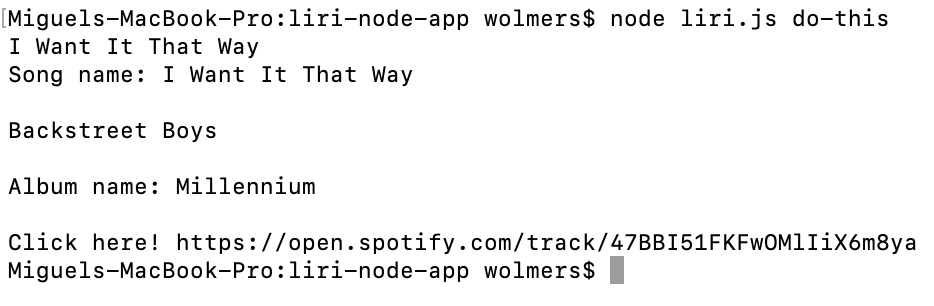 [Miguels-MacBook-Pro:liri-node-app wolmers$ node liri.js do-this
I Want It That Way
Song name: I Want It That Way
Backstreet Boys
Album name: Millennium
Click here! https://open.spotify.com/track/47BBI51FKFwOMlIiX6m8ya
Miguels-MacBook-Pro:liri-node-app wolmers$